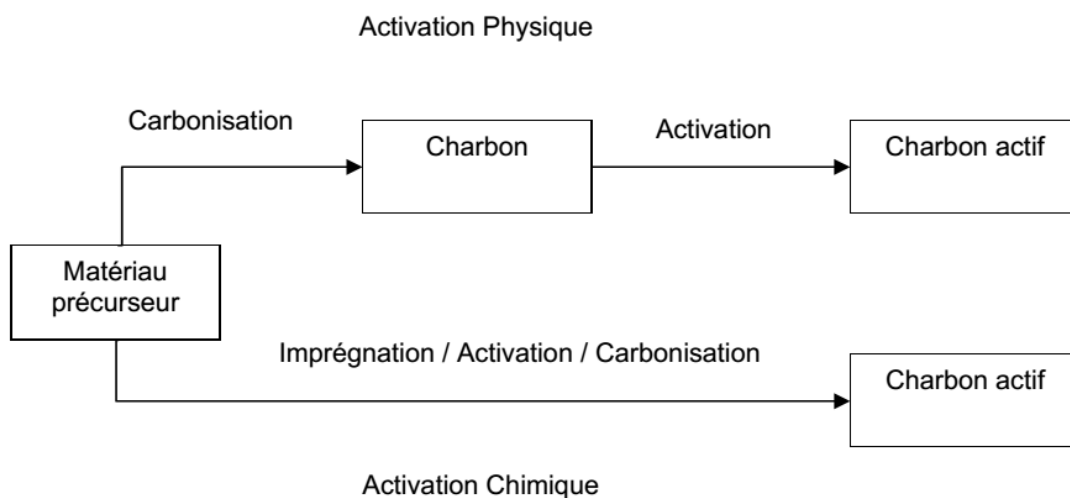 Activation Physique
Carbonisation
Charbon
Activation
Charbon actif
Matériau
précurseur
Imprégnation / Activation / Carbonisation
Charbon actif
Activation Chimique